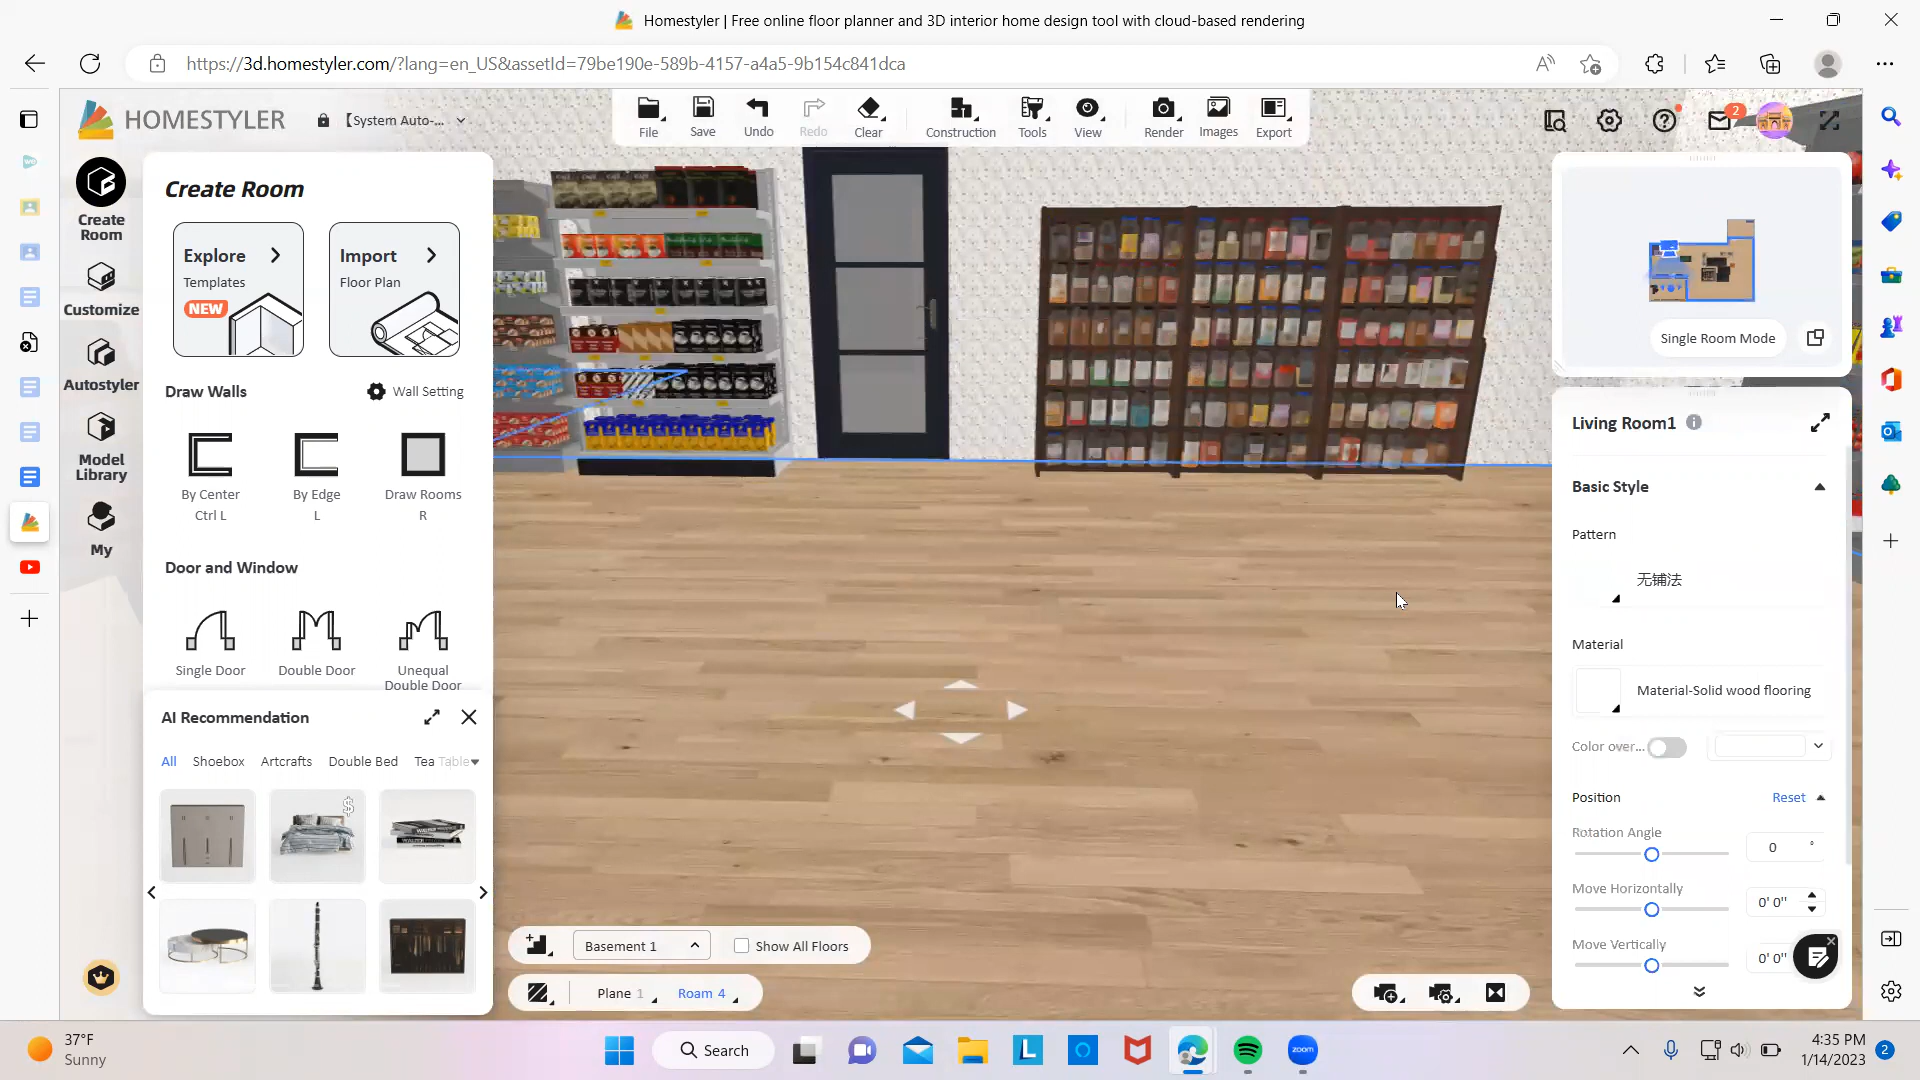 Homestyler | Free online floor planner and 3D interior home design tool with cloud-based rendering
https://3d.homestyler.com/?lang=en_US&assetId=79be190e-589b-4157-a4a5-9b154c841dca
HOMESTYLER
【System Auto-...
File
Save
Undo
Redo
Clear
Construction
Tools
View
Render
Images
Export
2
Create Room
Customize
Autostyler
Model Library
My
Create Room
Explore
Templates
NEW
Import
Floor Plan
Draw Walls
Wall Setting
By Center
Ctrl L
By Edge
L
Draw Rooms
R
Door and Window
Single Door
Double Door
Unequal
Double Door
AI Recommendation
All
Shoebox
Artcrafts
Double Bed
Tea Table
$
Basement 1
Show All Floors
Plane 1
Roam 4
Single Room Mode
Living Room1
Basic Style
Pattern
无铺法
Material
Material-Solid wood flooring
Color over...
Position
Reset
Rotation Angle
0 °
Move Horizontally
0' 0''
Move Vertically
0' 0''
37°F
Sunny
Search
zoom
4:35 PM
1/14/2023
2